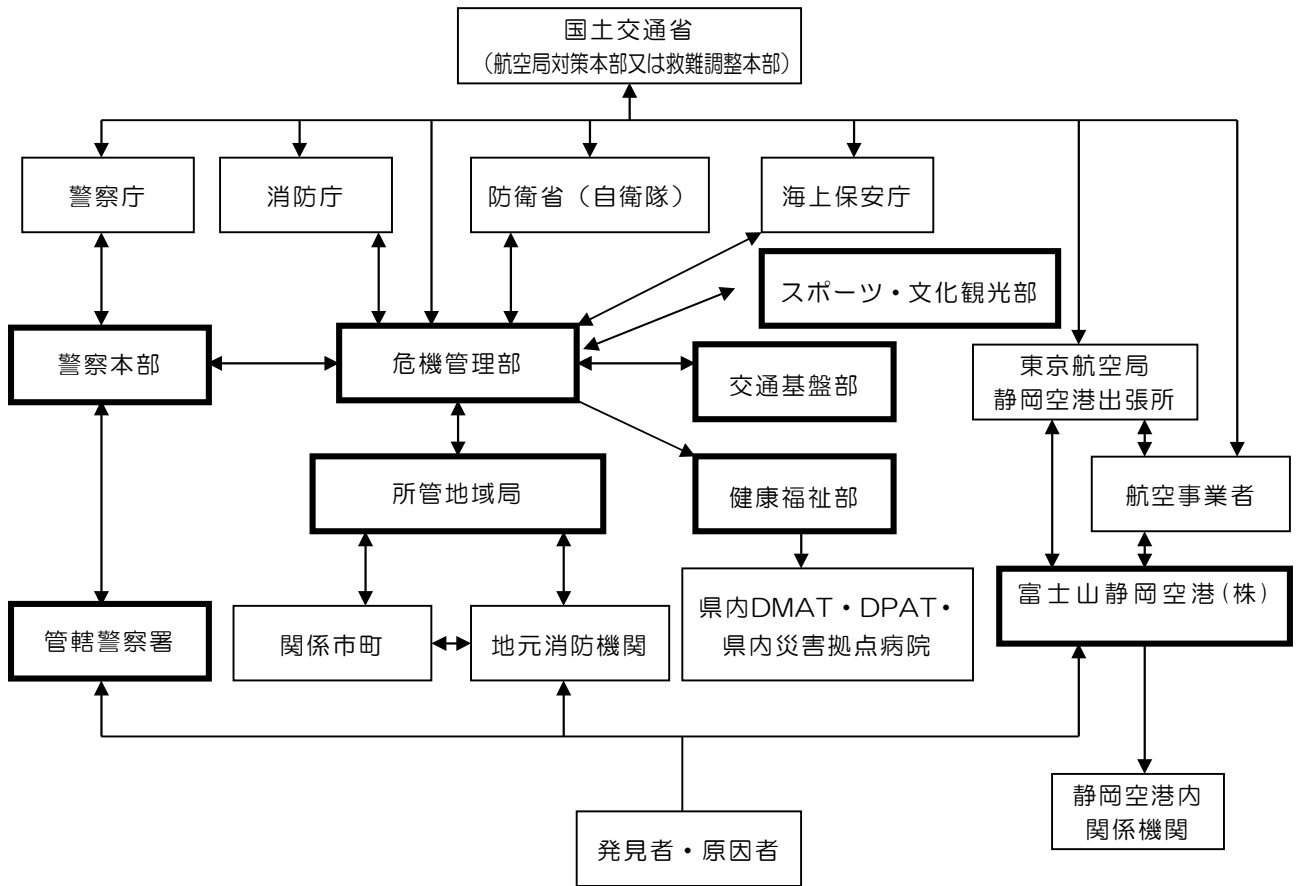 国土交通省
（航空局対策本部又は救難調整本部）
警察庁
消防庁
防衛省（自衛隊）
海上保安庁
スポーツ・文化観光部
警察本部
危機管理部
交通基盤部
東京航空局
静岡空港出張所
所管地域局
健康福祉部
航空事業者
管轄警察署
関係市町
地元消防機関
県内DMAT・DPAT・
県内災害拠点病院
富士山静岡空港(株)
発見者・原因者
静岡空港内
関係機関